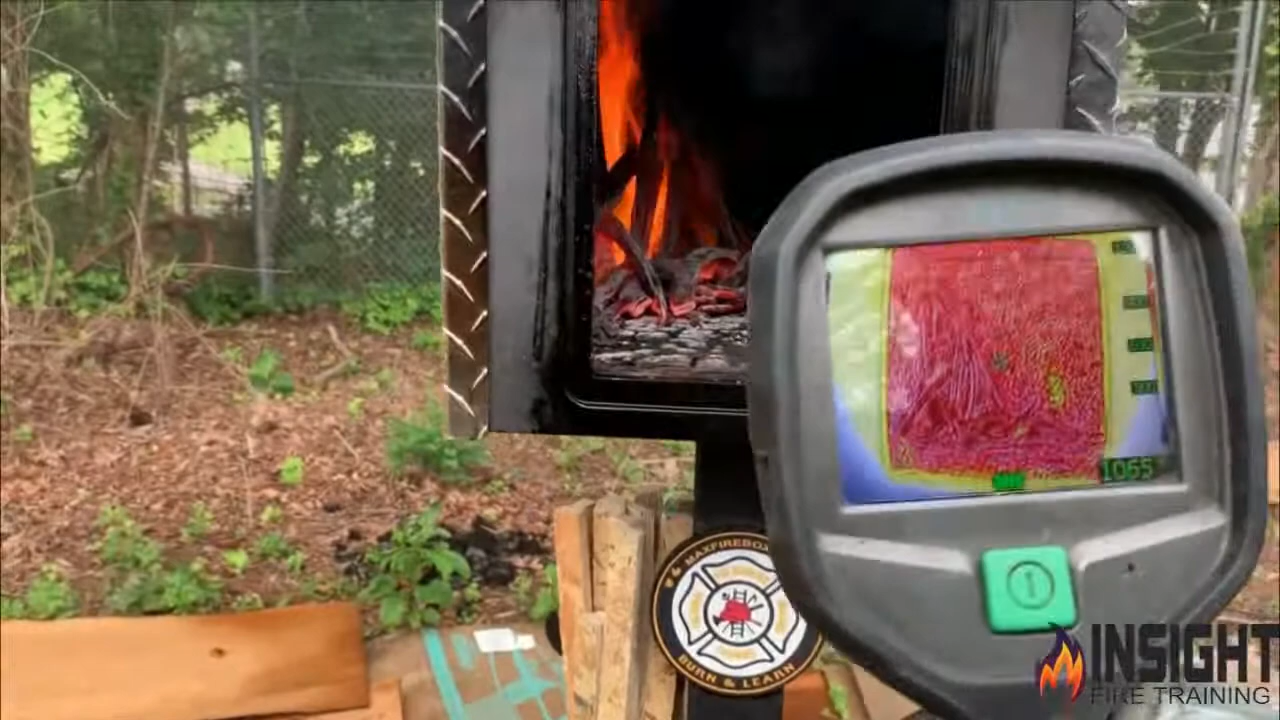 1065
MAXFIREBOX
BURN & LEARN
INSIGHT
FIRE TRAINING